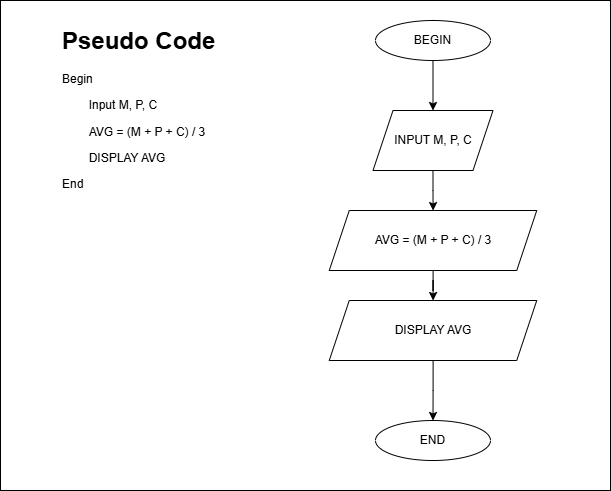 Pseudo Code
Begin
Input M, P, C
AVG = (M + P + C) / 3
DISPLAY AVG
End
BEGIN
INPUT M, P, C
AVG = (M + P + C) / 3
DISPLAY AVG
END